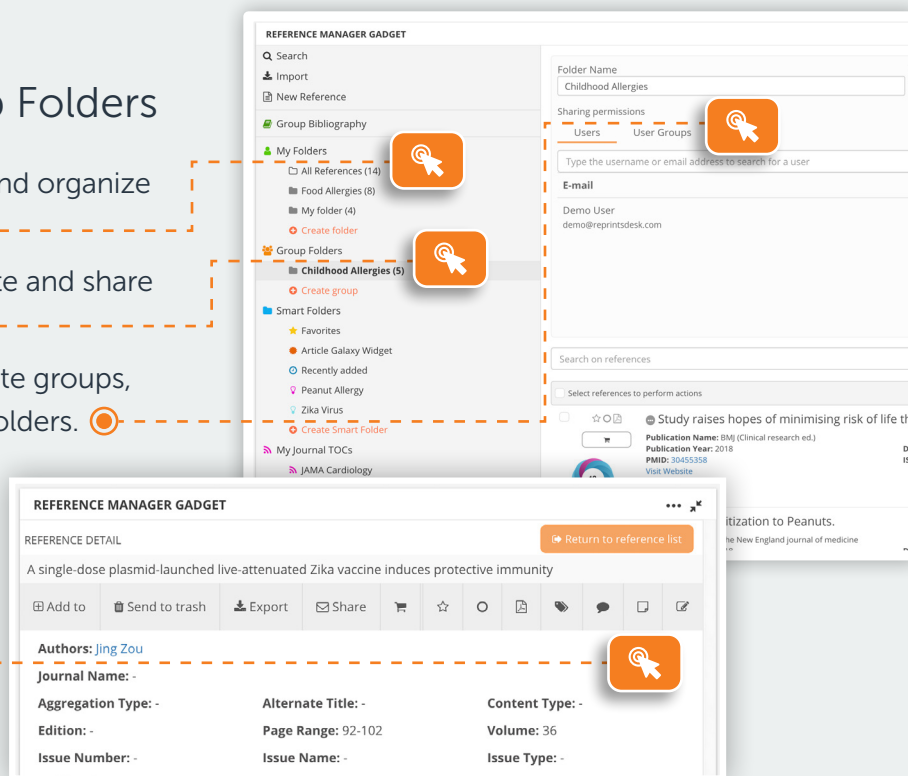 Folders
nd organize
e and share
te groups,
olders.
REFERENCE MANAGER GADGET
Search
Import
New Reference
Group Bibliography
My Folders
All References (14)
Food Allergies (8)
My folder (4)
Create folder
Group Folders
Childhood Allergies (5)
Create group
Smart Folders
Favorites
Article Galaxy Widget
Recently added
Peanut Allergy
Zika Virus
Create Smart Folder
My Journal TOCs
JAMA Cardiology
Folder Name
Childhood Allergies
Sharing permissions
Users User Groups
Type the username or email address to search for a user
E-mail
Demo User
demo@reprintsdesk.com
Search on references
Select references to perform actions
Study raises hopes of minimising risk of life th
Publication Name: BMJ (Clinical research ed.)
Publication Year: 2018
PMID: 30455358
Visit Website
itization to Peanuts.
he New England journal of medicine
REFERENCE MANAGER GADGET
REFERENCE DETAIL
Return to reference list
A single-dose plasmid-launched live-attenuated Zika vaccine induces protective immunity
Add to Send to trash Export Share
Authors: Jing Zou
Journal Name: -
Aggregation Type: - Alternate Title: - Content Type: -
Edition: - Page Range: 92-102 Volume: 36
Issue Number: - Issue Name: - Issue Type: -